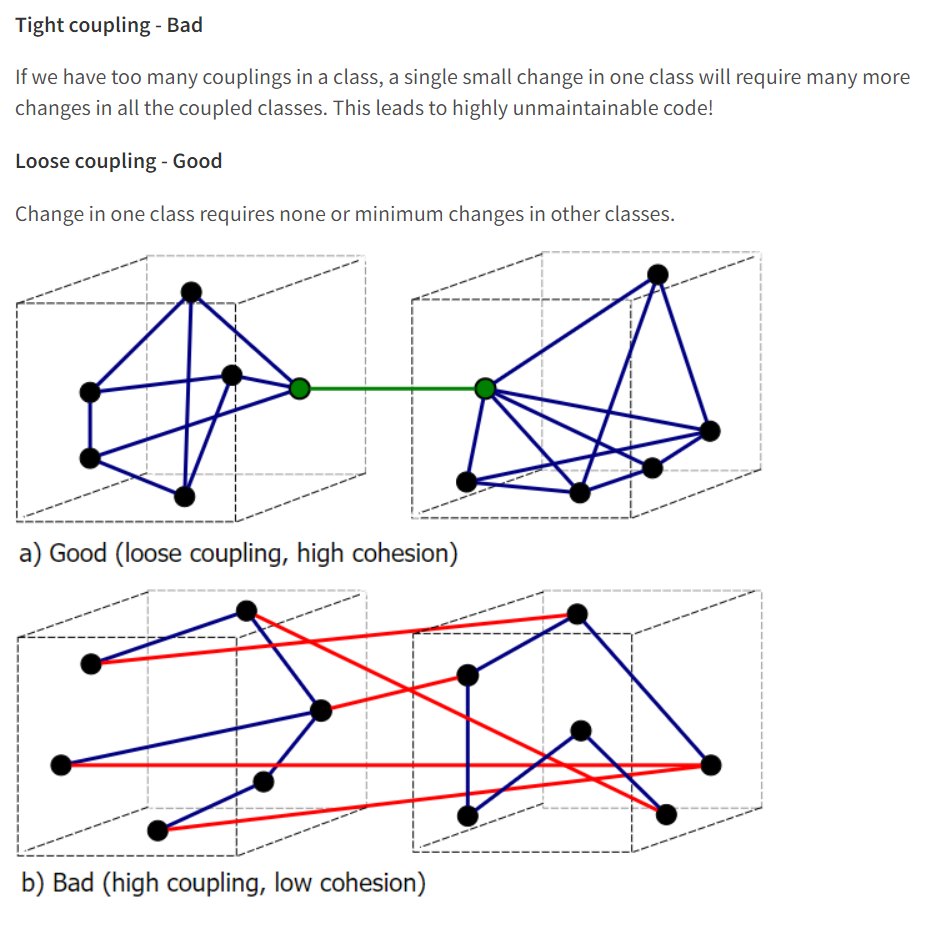 Tight coupling - Bad
If we have too many couplings in a class, a single small change in one class will require many more
changes in all the coupled classes. This leads to highly unmaintainable code!
Loose coupling - Good
Change in one class requires none or minimum changes in other classes.
a) Good (loose coupling, high cohesion)
b) Bad (high coupling, low cohesion)